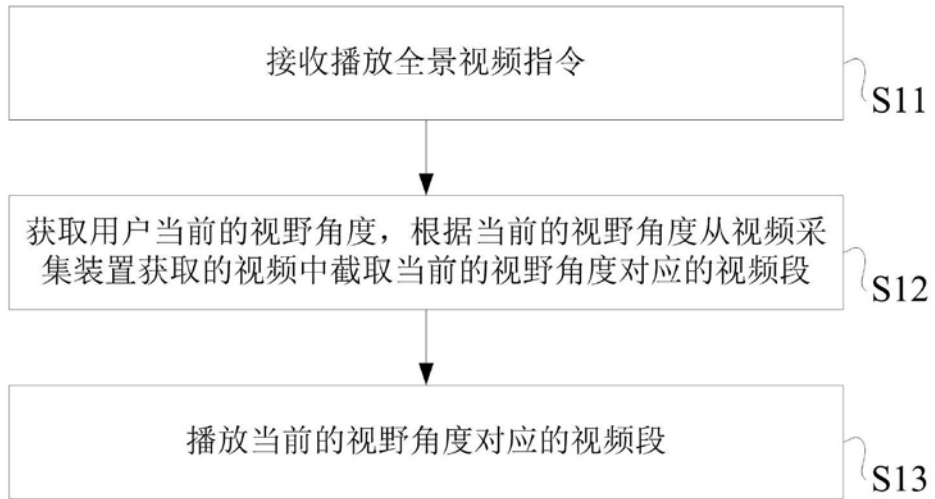 接收播放全景视频指令
S11
获取用户当前的视野角度，根据当前的视野角度从视频采
集装置获取的视频中截取当前的视野角度对应的视频段
S12
播放当前的视野角度对应的视频段
S13